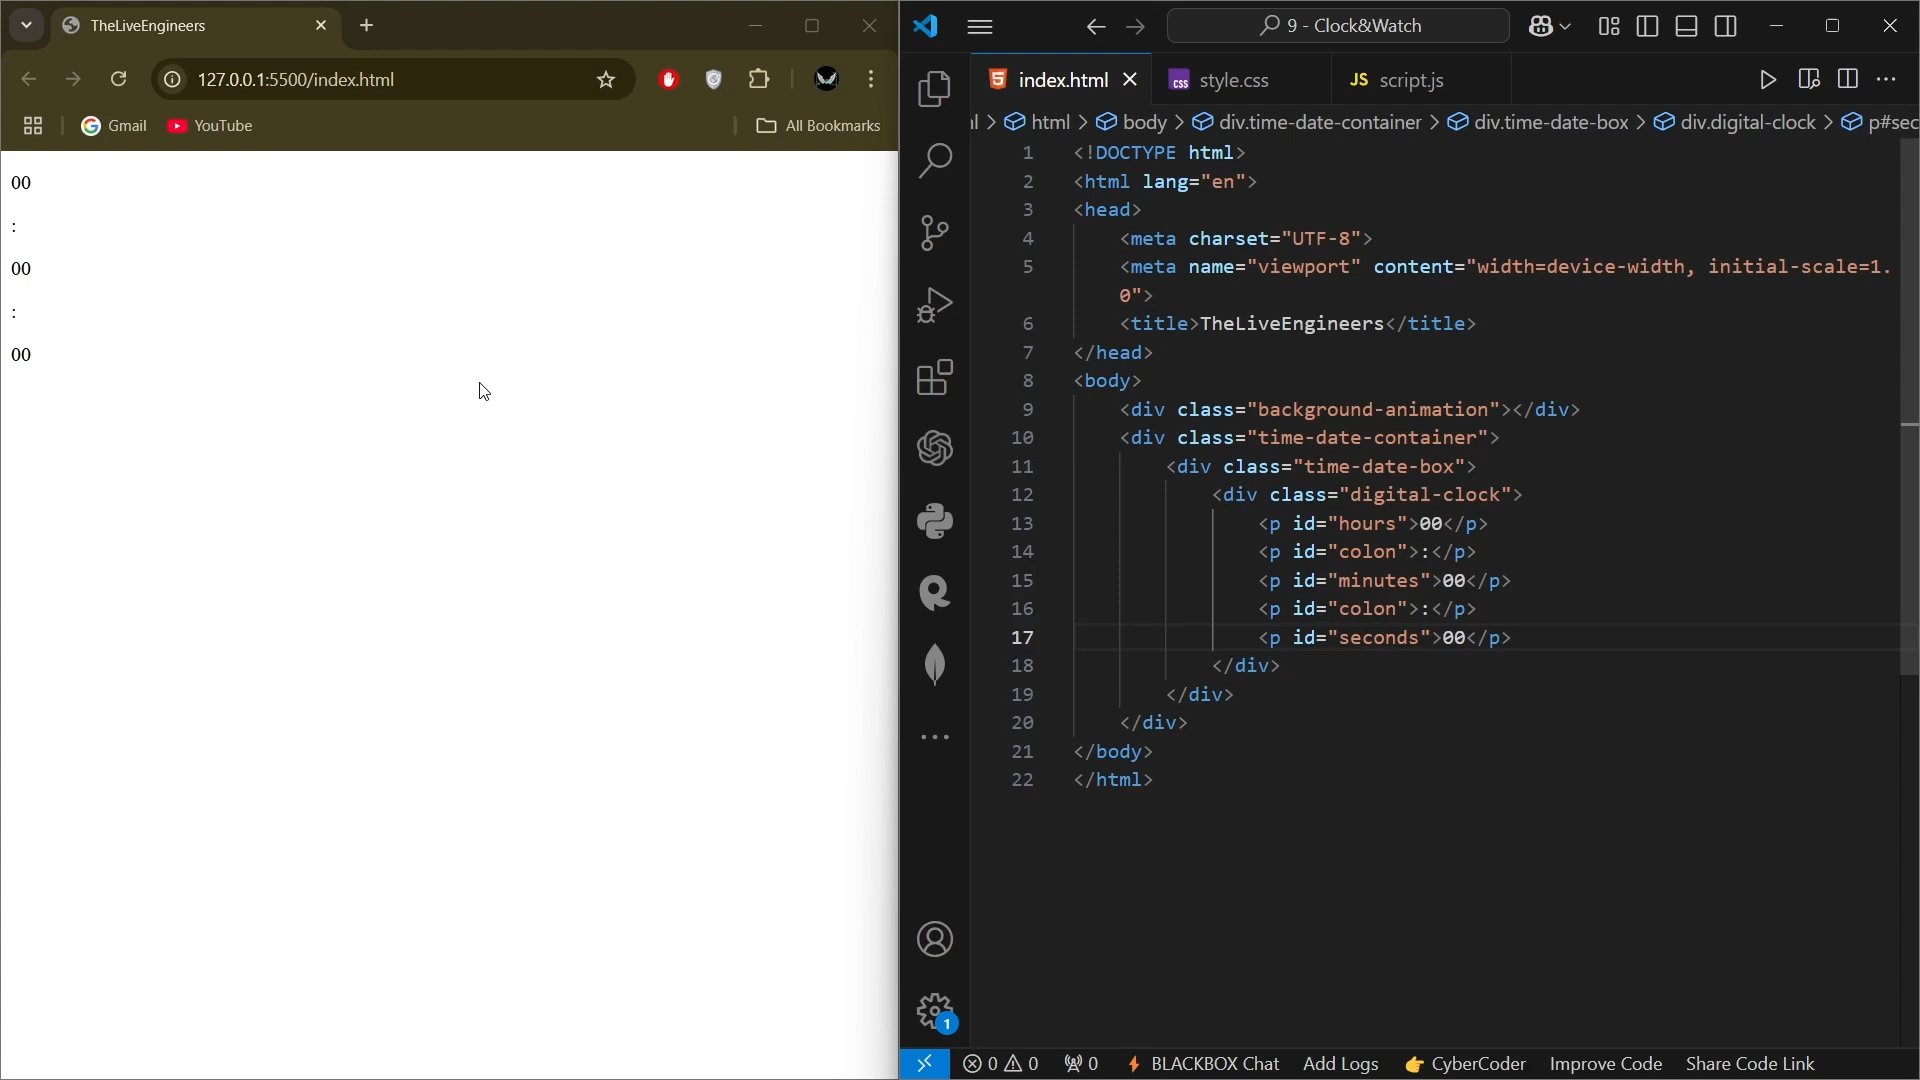 TheLiveEngineers
127.0.0.1:5500/index.html
Gmail
YouTube
All Bookmarks
00
:
00
:
00
9 - Clock&Watch
index.html
style.css
JS script.js
html > body > div.time-date-container > div.time-date-box > div.digital-clock > p#sec
1 <!DOCTYPE html>
2 <html lang="en">
3 <head>
4 <meta charset="UTF-8">
5 <meta name="viewport" content="width=device-width, initial-scale=1.
0">
6 <title>TheLiveEngineers</title>
7 </head>
8 <body>
9 <div class="background-animation"></div>
10 <div class="time-date-container">
11 <div class="time-date-box">
12 <div class="digital-clock">
13 <p id="hours">00</p>
14 <p id="colon">:</p>
15 <p id="minutes">00</p>
16 <p id="colon">:</p>
17 <p id="seconds">00</p>
18 </div>
19 </div>
20 </div>
21 </body>
22 </html>
1
0 0 0 BLACKBOX Chat Add Logs CyberCoder Improve Code Share Code Link